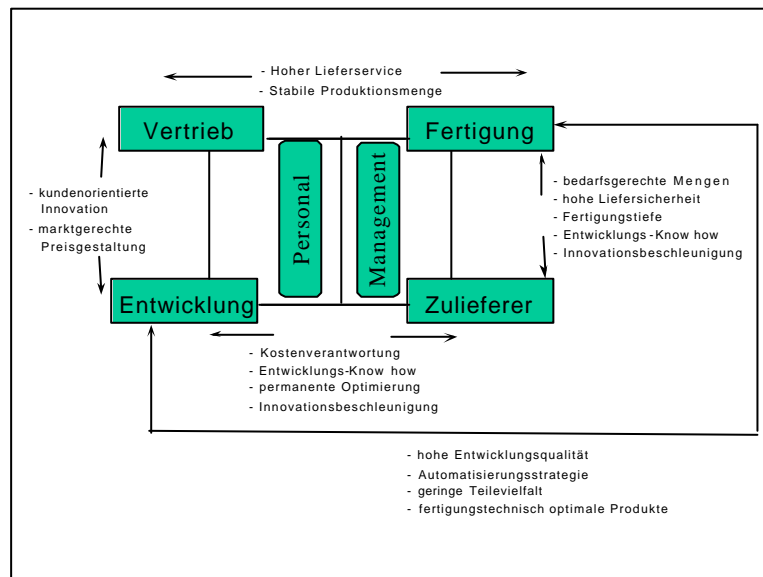 - Hoher Lieferservice
- Stabile Produktionsmenge
Vertrieb
Fertigung
Personal
Management
- kundenorientierte
Innovation
- marktgerechte
Preisgestaltung
- bedarfsgerechte Mengen
- hohe Liefersicherheit
- Fertigungstiefe
- Entwicklungs-Know how
- Innovationsbeschleunigung
Entwicklung
Zulieferer
- Kostenverantwortung
- Entwicklungs-Know how
- permanente Optimierung
- Innovationsbeschleunigung
- hohe Entwicklungsqualität
- Automatisierungsstrategie
- geringe Teilevielfalt
- fertigungstechnisch optimale Produkte